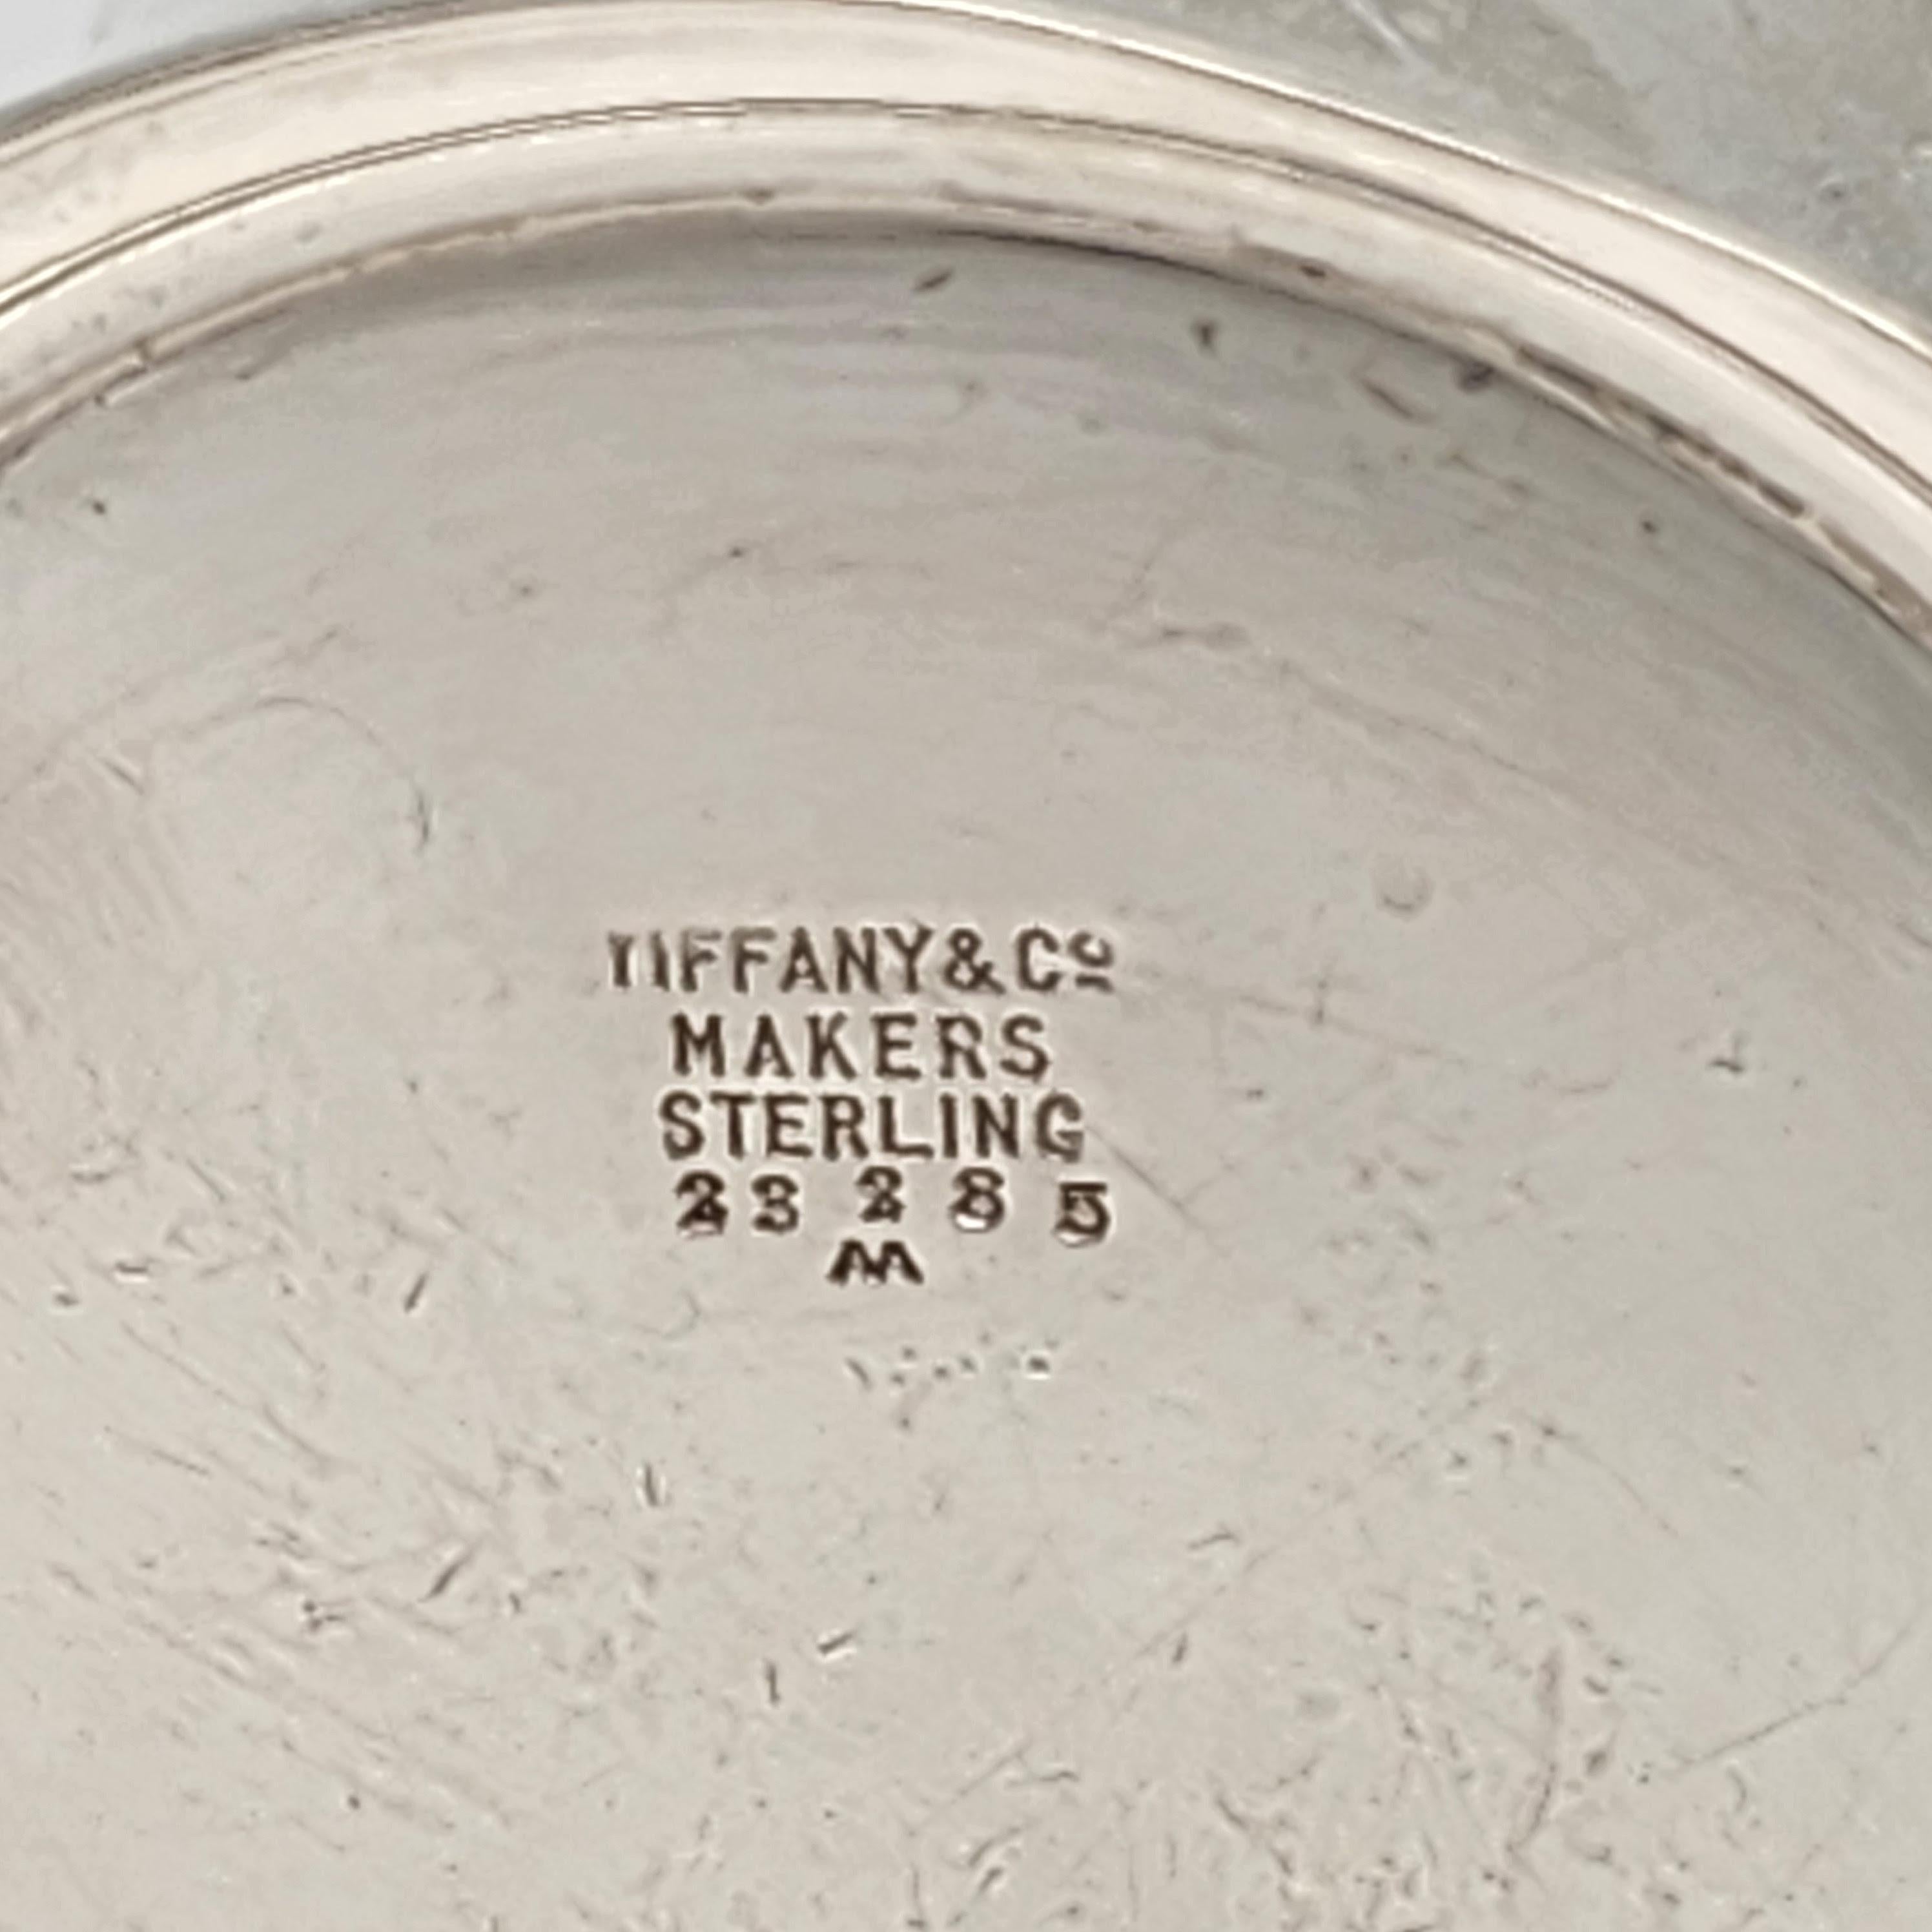 TIFFANY & Cº
MAKERS
STERLING
23285
M